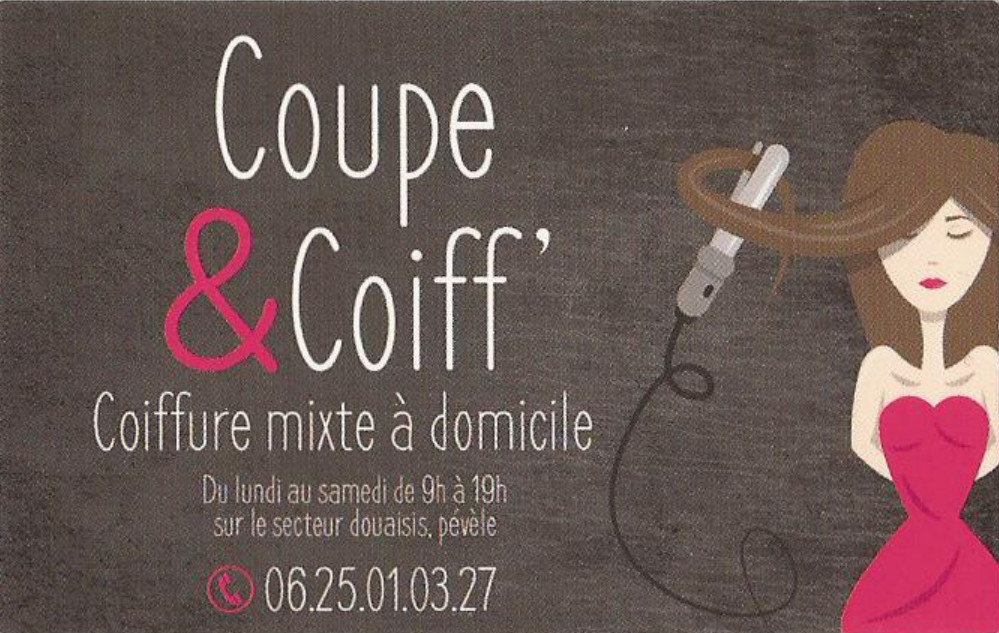 Coupe
&Coiff'
Coiffure mixte à domicile
Du lundi au samedi de 9h à 19h
sur le secteur douaisis, pévèle
06.25.01.03.27